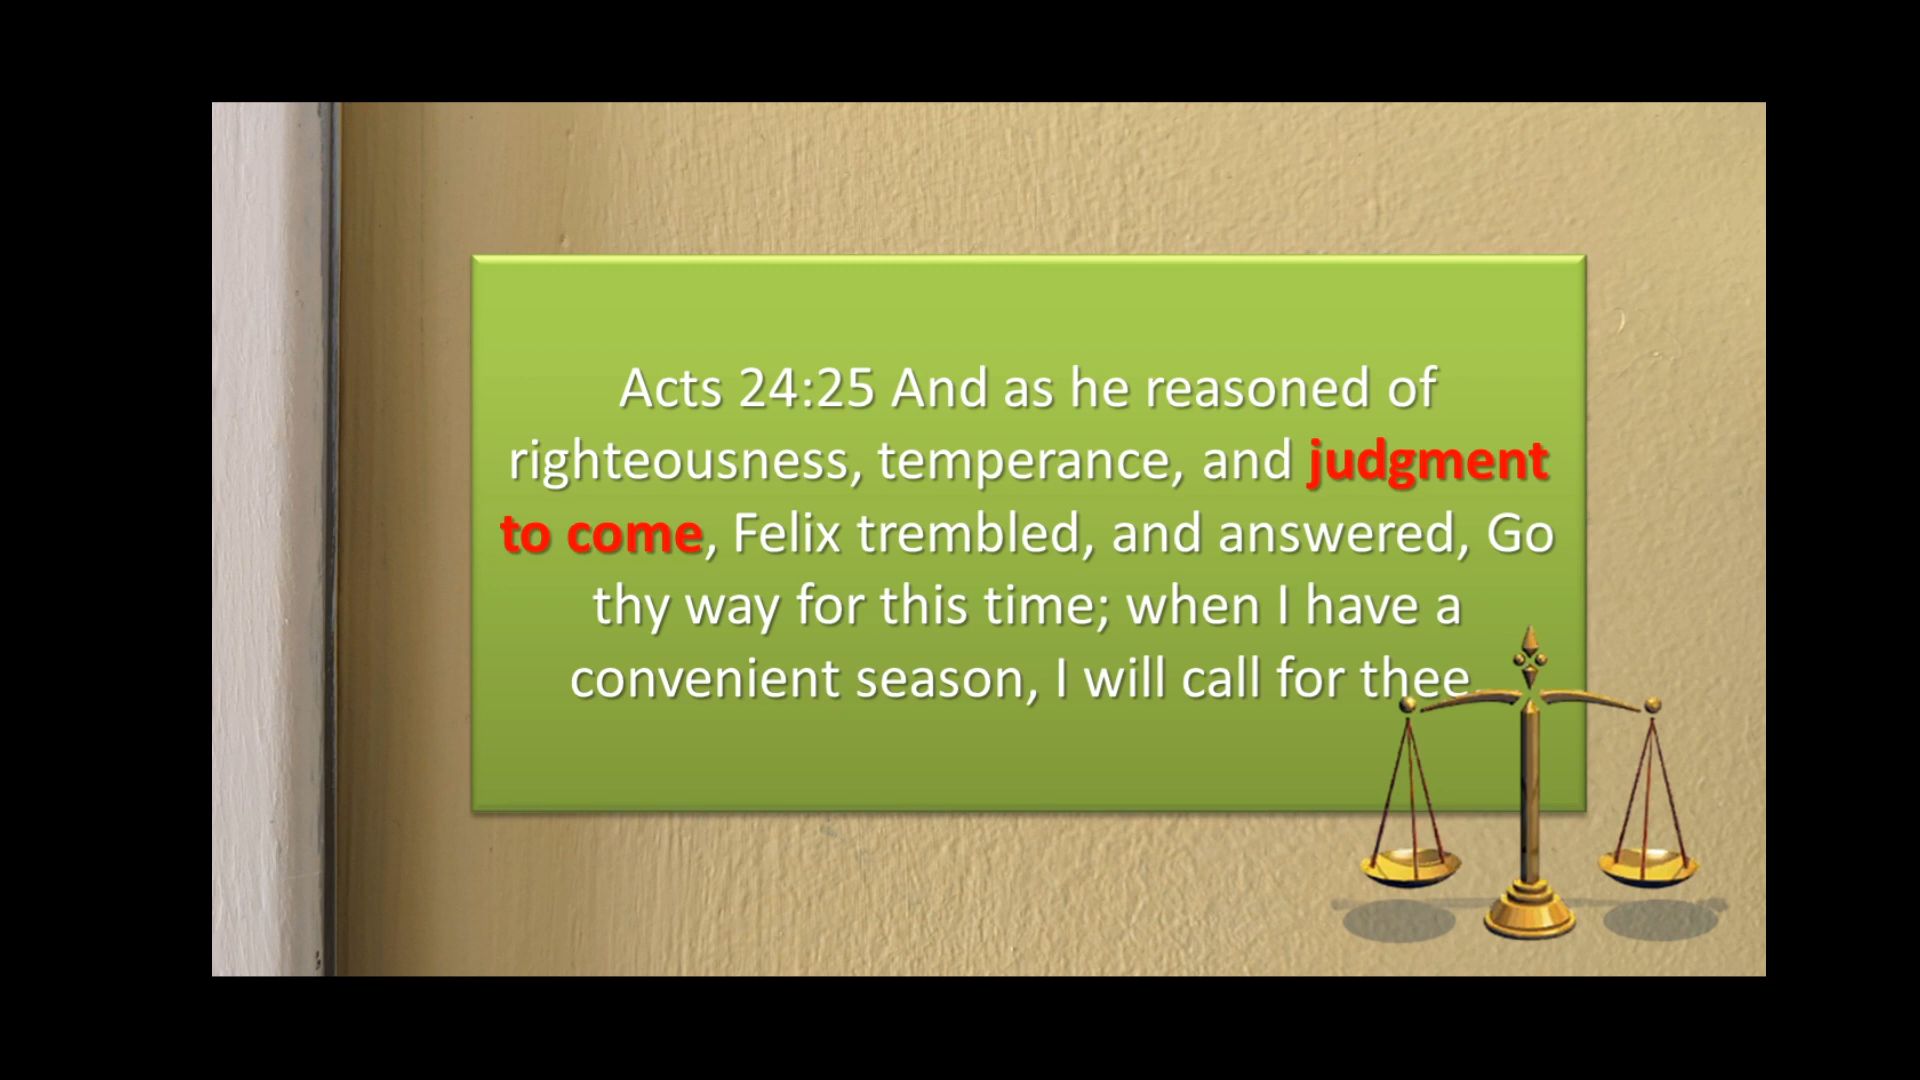 Acts 24:25 And as he reasoned of
righteousness, temperance, and judgment
to come, Felix trembled, and answered, Go
thy way for this time; when I have a
convenient season, I will call for thee